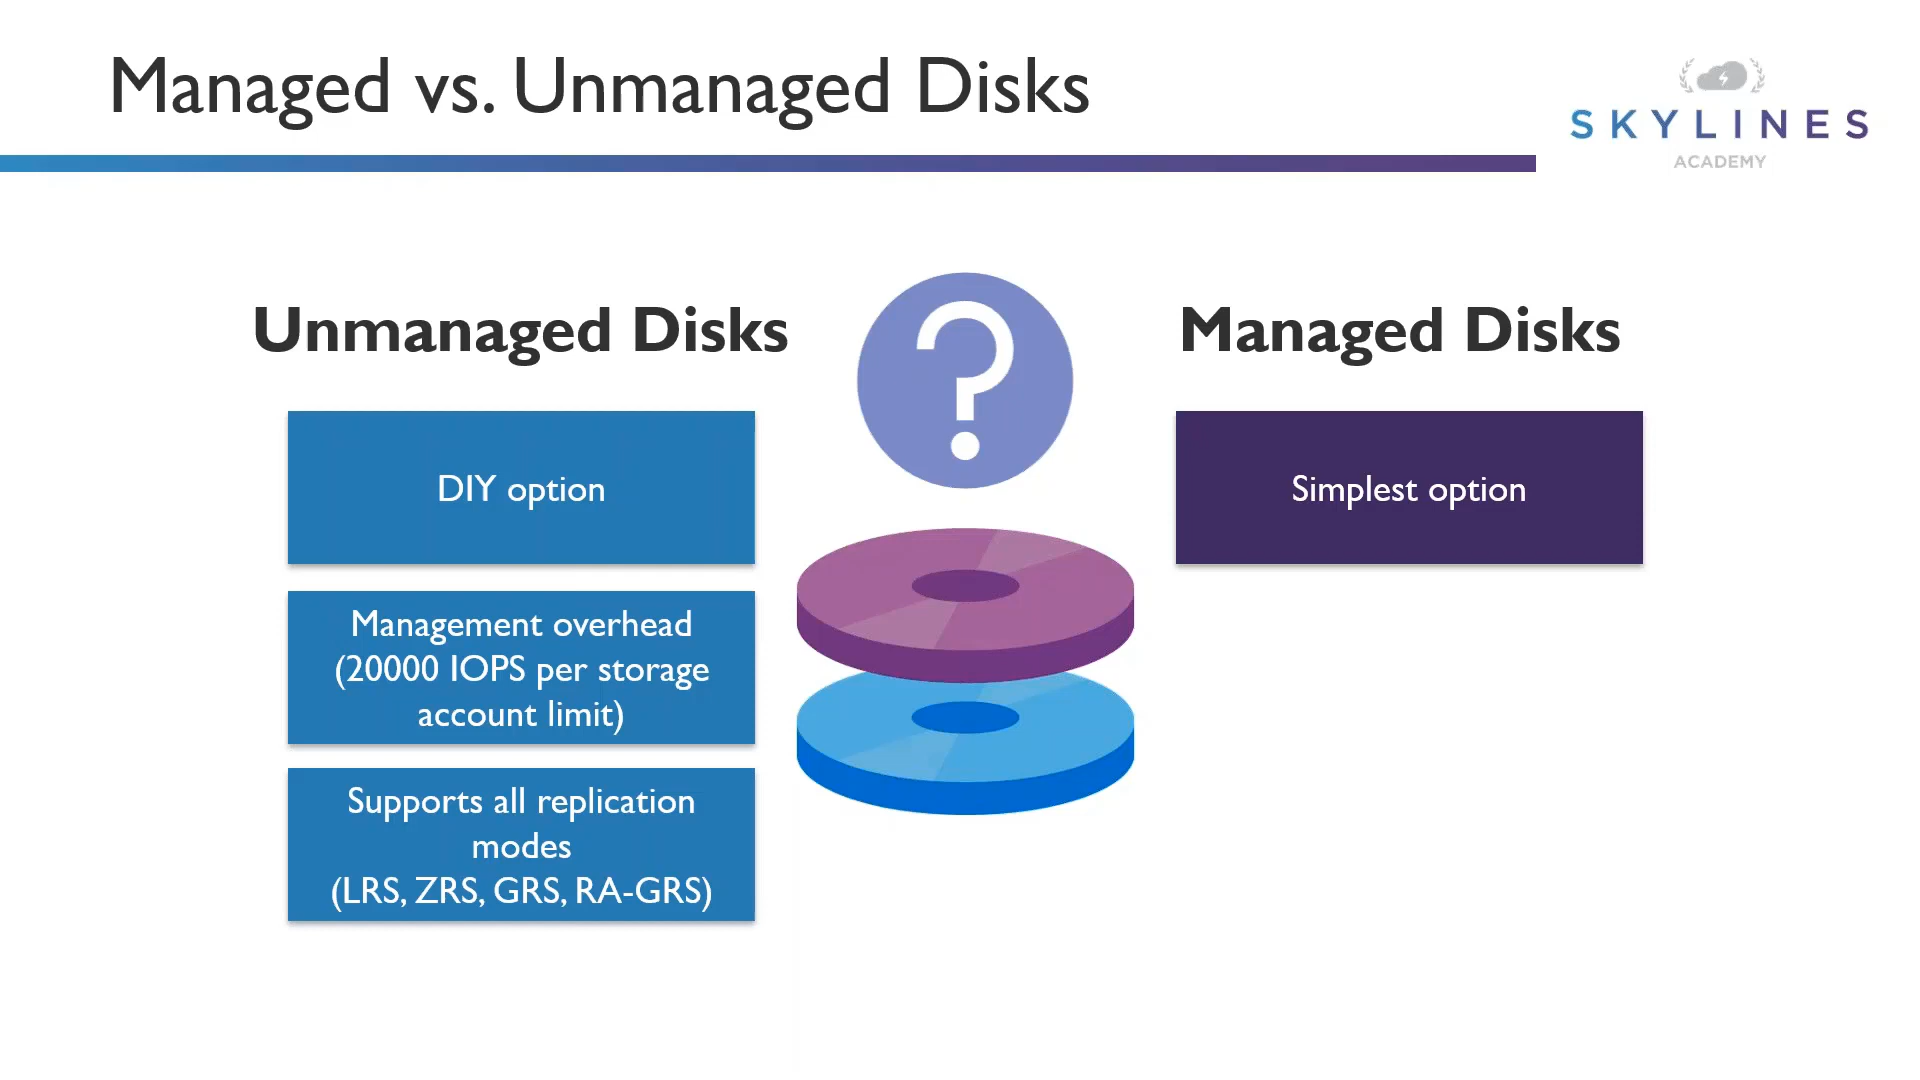 Managed vs. Unmanaged Disks
SKYLINES
ACADEMY
Unmanaged Disks
DIY option
Management overhead
(20000 IOPS per storage
account limit)
Supports all replication
modes
(LRS, ZRS, GRS, RA-GRS)
?
Managed Disks
Simplest option